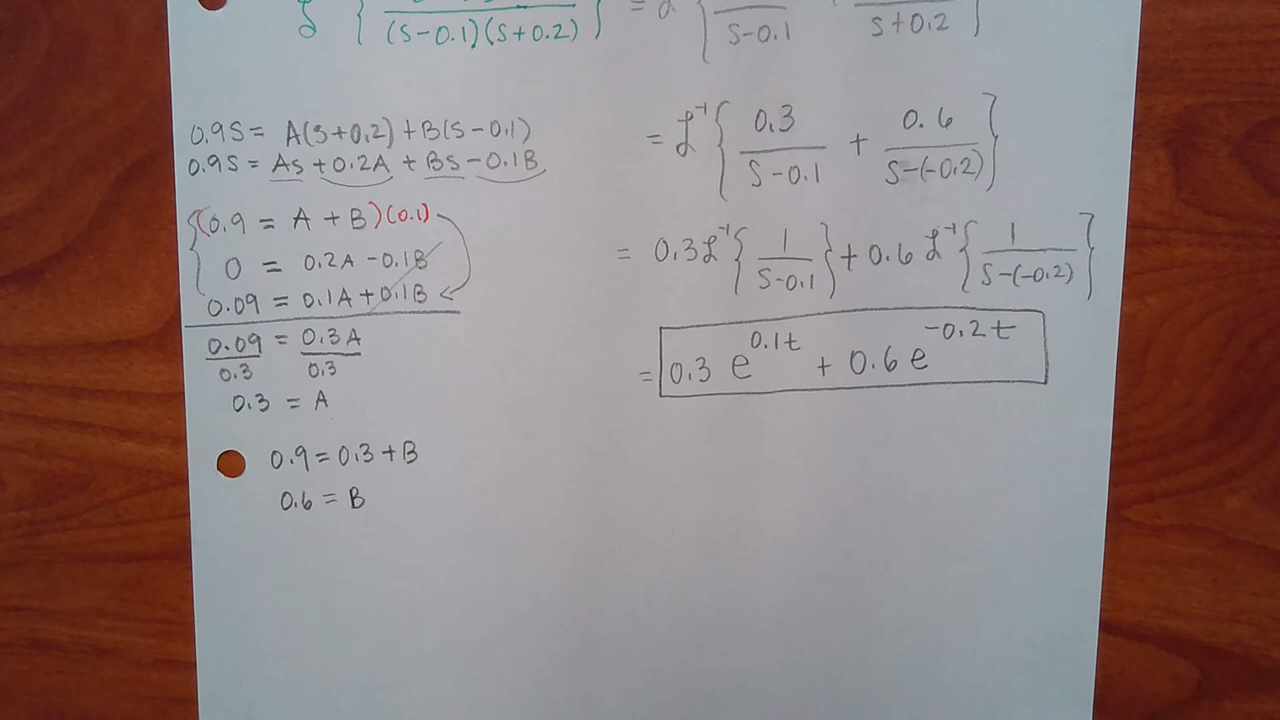 ℒ { / (S-0.1)(S+0.2) } = { / S-0.1 / S+0.2 }
0.9S = A(S+0.2)+B(S-0.1)
0.9S = AS+0.2A+BS-0.1B
(0.9 = A + B)(0.1)
0 = 0.2A-0.1B
0.09 = 0.1A+0.1B
0.09/0.3 = 0.3A/0.3
0.3 = A
0.9=0.3+B
0.6 = B
= ℒ⁻¹{ 0.3/(S-0.1) + 0.6/(S-(-0.2)) }
= 0.3ℒ⁻¹{ 1/(S-0.1) } + 0.6 ℒ⁻¹{ 1/(S-(-0.2)) }
= 0.3 e^0.1t + 0.6 e^-0.2t